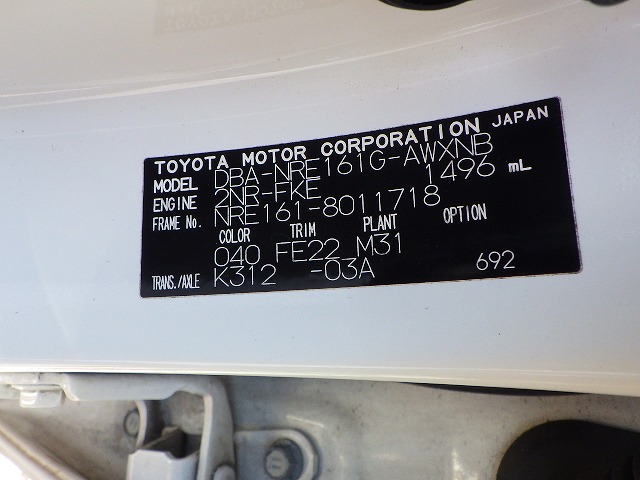 TOYOTA MOTOR CORPORATION JAPAN
MODEL DBA-NRE161G-AWXNB
ENGINE 2NR-FKE 1496 mL
FRAME No. NRE161-8011718
COLOR TRIM PLANT OPTION
040 FE22 M31
TRANS./AXLE K312 -03A 692